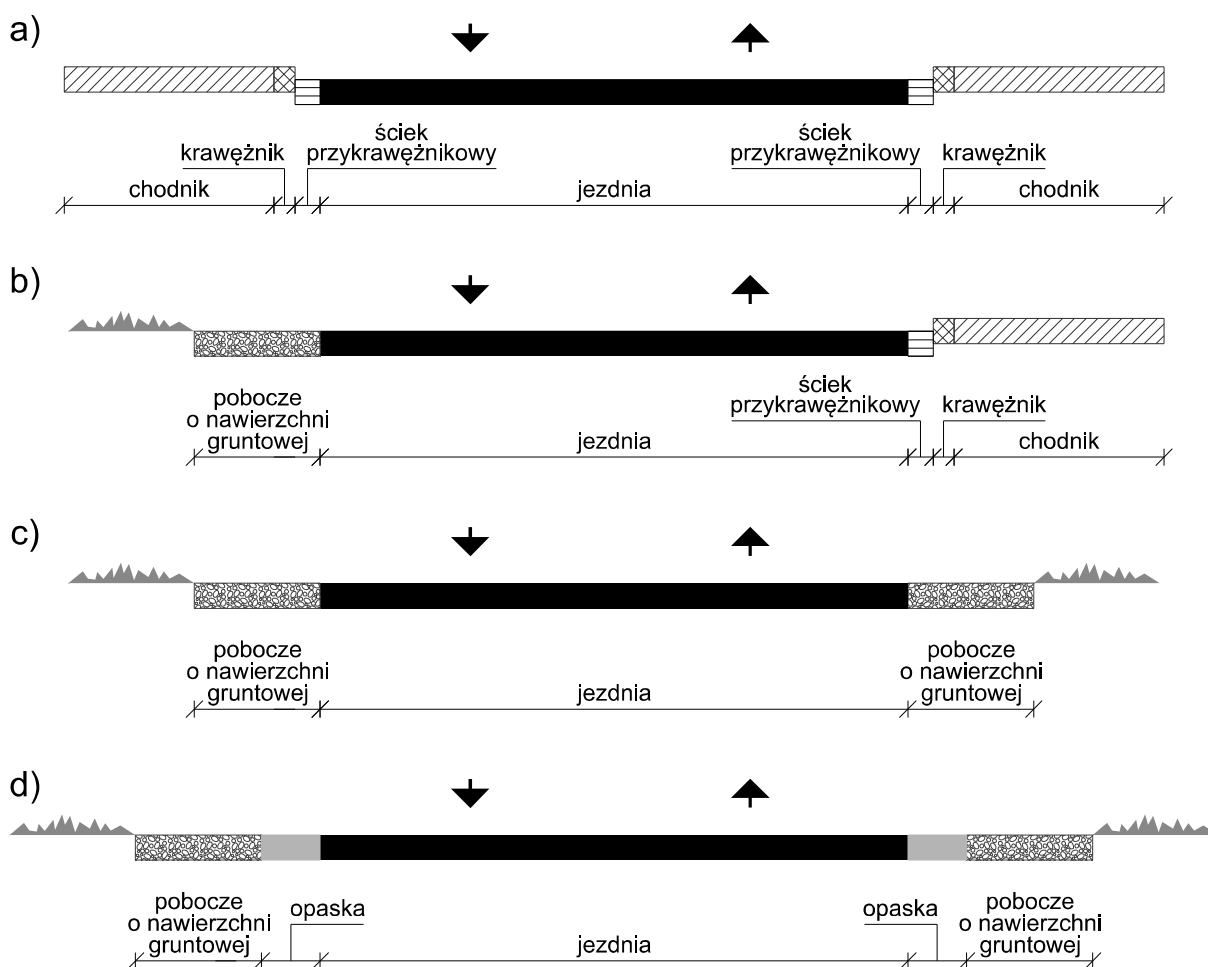 a)
krawężnik
ściek
przykrawężnikowy
ściek
przykrawężnikowy
krawężnik
chodnik
jezdnia
chodnik
b)
pobocze
o nawierzchni
gruntowej
jezdnia
ściek
przykrawężnikowy
krawężnik
chodnik
c)
pobocze
o nawierzchni
gruntowej
jezdnia
pobocze
o nawierzchni
gruntowej
d)
pobocze
o nawierzchni
gruntowej
opaska
jezdnia
opaska
pobocze
o nawierzchni
gruntowej